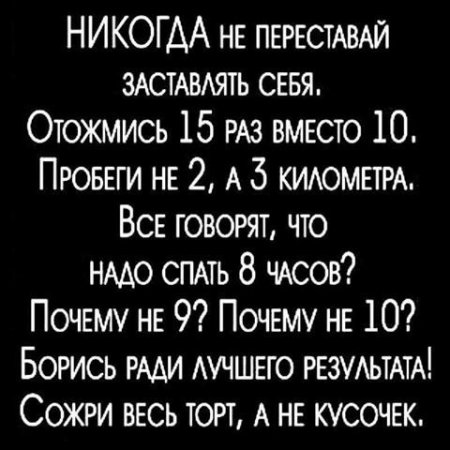 НИКОГДА НЕ ПЕРЕСТАВАЙ
ЗАСТАВЛЯТЬ СЕБЯ.
ОТОЖМИСЬ 15 РАЗ ВМЕСТО 10.
ПРОБЕГИ НЕ 2, А 3 КИЛОМЕТРА.
ВСЕ ГОВОРЯТ, ЧТО
НАДО СПАТЬ 8 ЧАСОВ?
ПОЧЕМУ НЕ 9? ПОЧЕМУ НЕ 10?
БОРИСЬ РАДИ ЛУЧШЕГО РЕЗУЛЬТАТА!
СОЖРИ ВЕСЬ ТОРТ, А НЕ КУСОЧЕК.